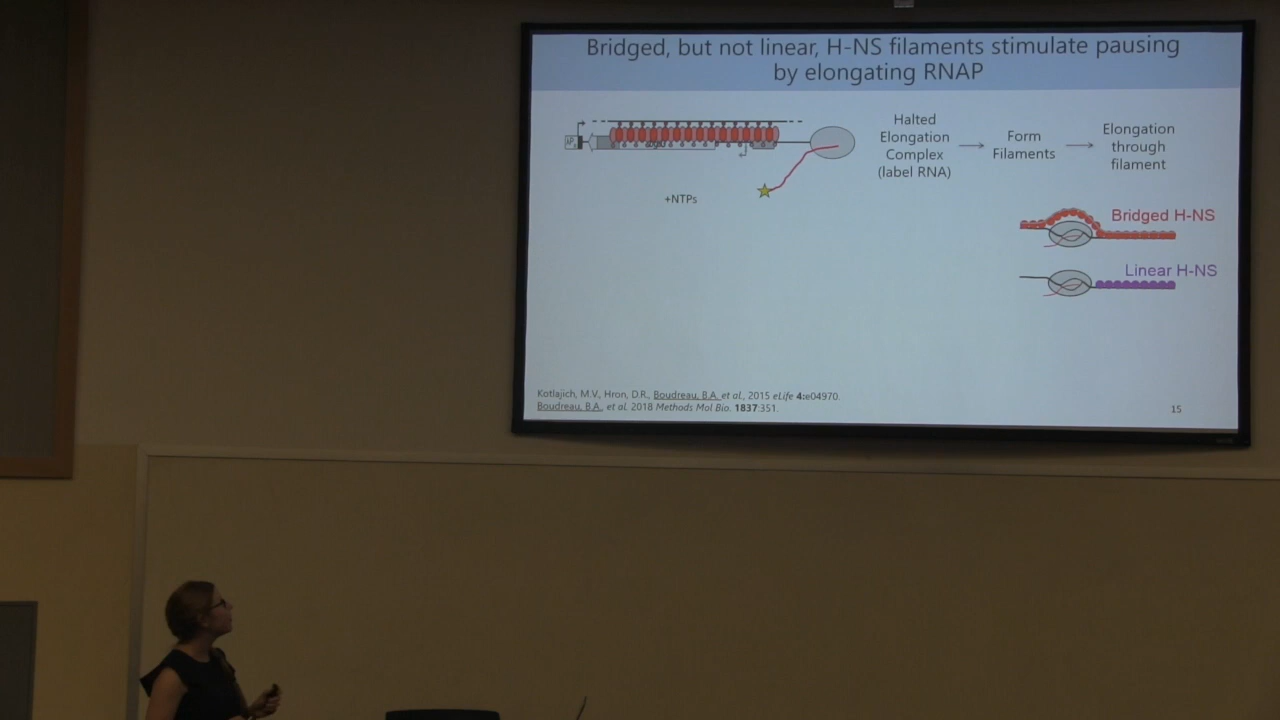 Bridged, but not linear, H-NS filaments stimulate pausing
by elongating RNAP
Halted
Elongation
Complex
(label RNA)
Form
Filaments
Elongation
through
filament
+NTPs
Bridged H-NS
Linear H-NS
Kotlajich, M.V., Hron, D.R., Boudreau, B.A. et al., 2015 eLife 4:e04970.
Boudreau, B.A., et al. 2018 Methods Mol Bio. 1837:351.
15